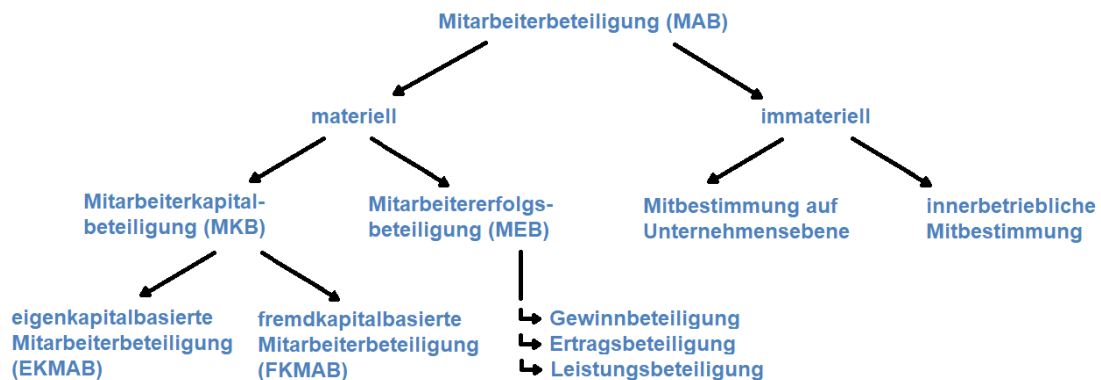 Mitarbeiterbeteiligung (MAB)
materiell
immateriell
Mitarbeiterkapital-
beteiligung (MKB)
Mitarbeitererfolgs-
beteiligung (MEB)
Mitbestimmung auf
Unternehmensebene
innerbetriebliche
Mitbestimmung
eigenkapitalbasierte
Mitarbeiterbeteiligung
(EKMAB)
fremdkapitalbasierte
Mitarbeiterbeteiligung
(FKMAB)
Gewinnbeteiligung
Ertragsbeteiligung
Leistungsbeteiligung